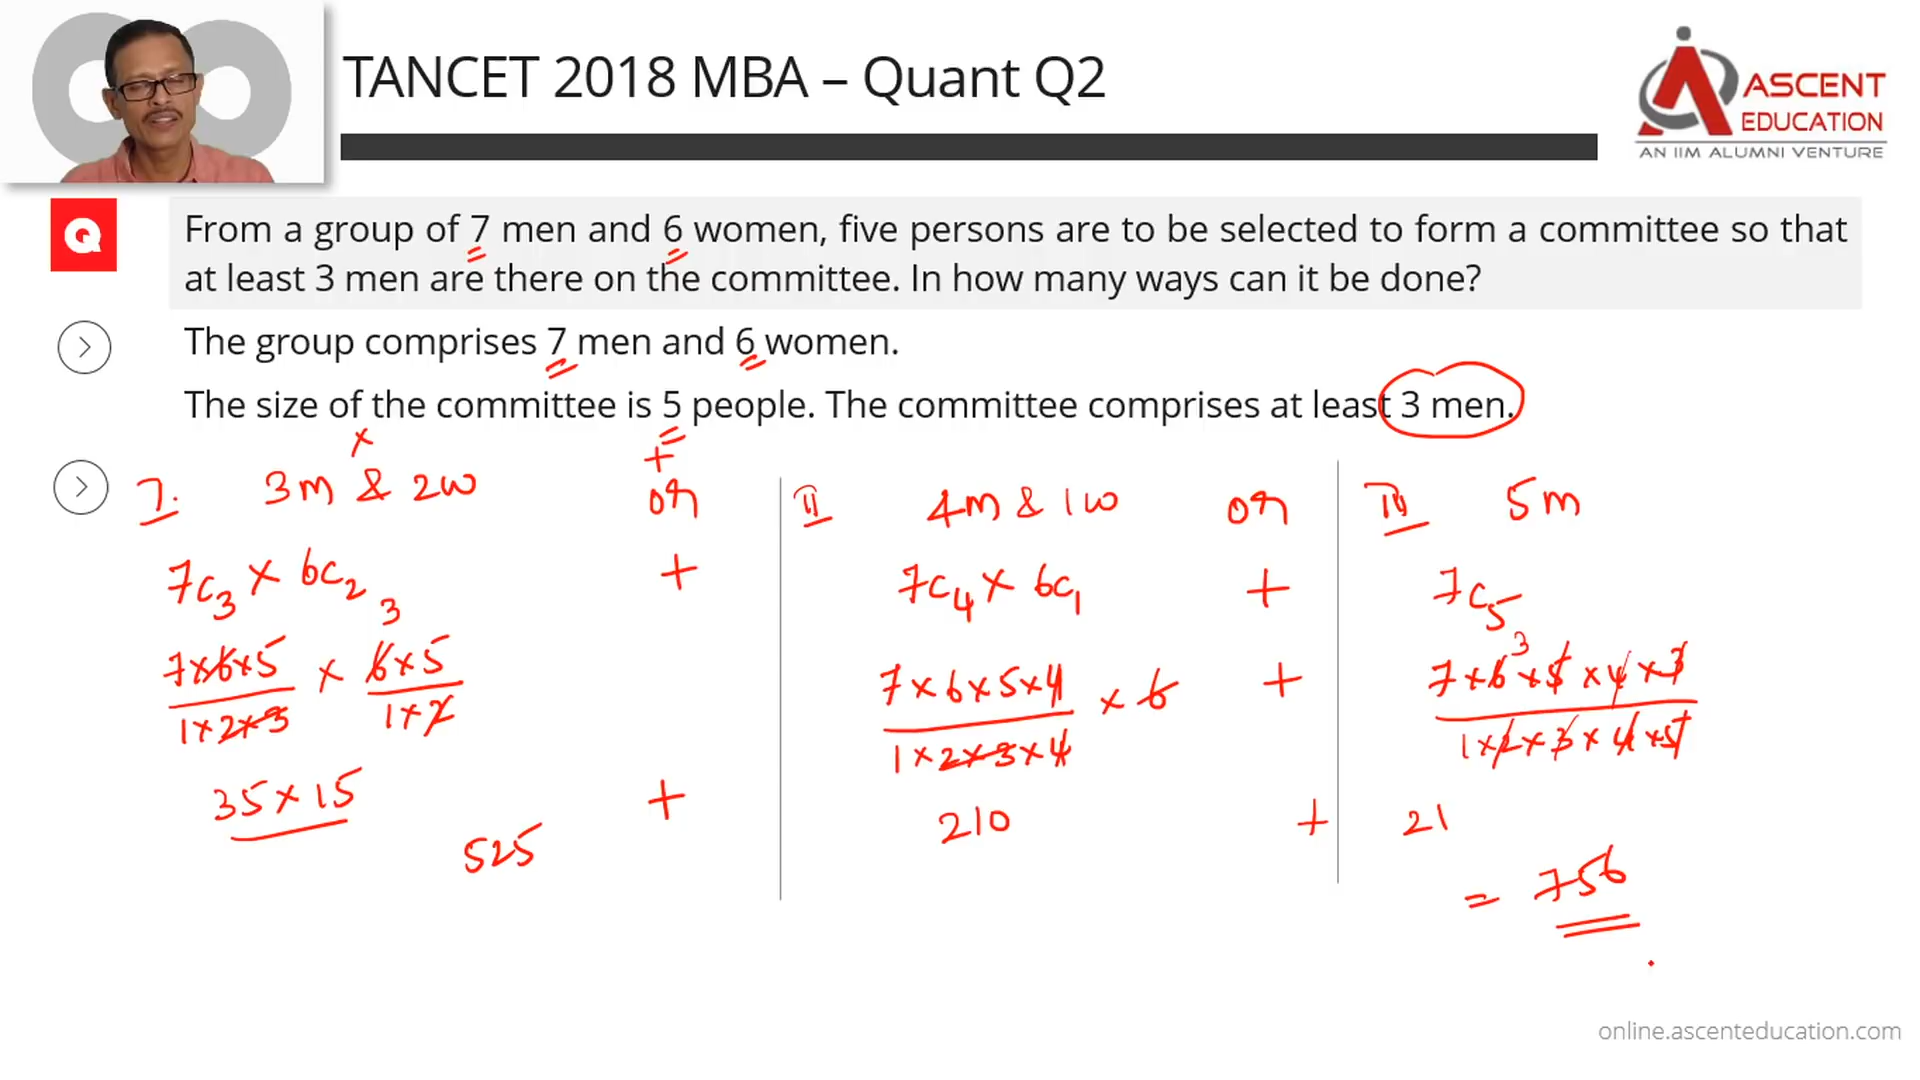 TANCET 2018 MBA – Quant Q2
ASCENT
EDUCATION
AN IIM ALUMNI VENTURE
Q
From a group of 7 men and 6 women, five persons are to be selected to form a committee so that
at least 3 men are there on the committee. In how many ways can it be done?
The group comprises 7 men and 6 women.
The size of the committee is 5 people. The committee comprises at least 3 men.
× +
I. 3m & 2w or II 4m & 1w or III 5m
7C3 × 6C2 + 7C4 × 6C1 + 7C5
3 3
7×6×5 × 6×5 7×6×5×4 × 6 + 7×6×5×4×3
1×2×3 1×2 1×2×3×4 1×2×3×4×5
35×15 + 210 + 21
525
= 756
online.ascenteducation.com